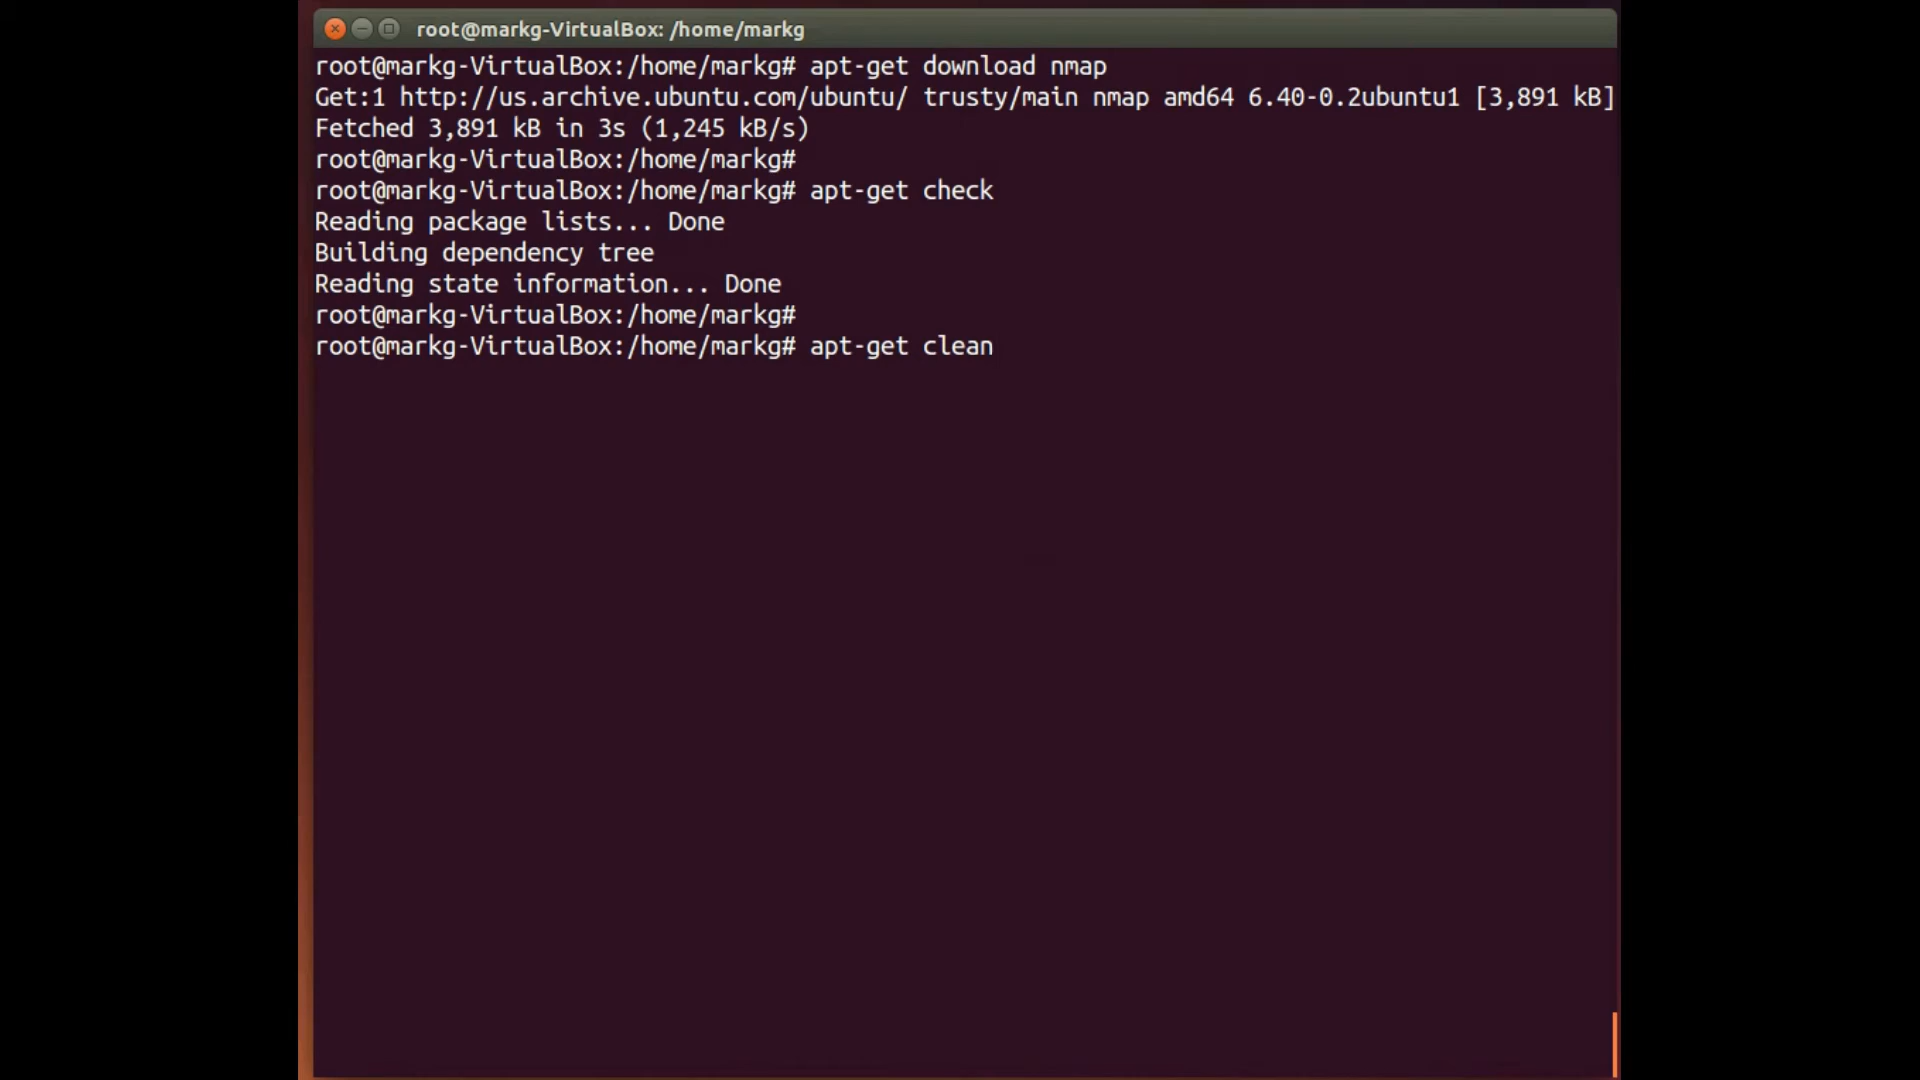 root@markg-VirtualBox: /home/markg
root@markg-VirtualBox:/home/markg# apt-get download nmap
Get:1 http://us.archive.ubuntu.com/ubuntu/ trusty/main nmap amd64 6.40-0.2ubuntu1 [3,891 kB]
Fetched 3,891 kB in 3s (1,245 kB/s)
root@markg-VirtualBox:/home/markg#
root@markg-VirtualBox:/home/markg# apt-get check
Reading package lists... Done
Building dependency tree
Reading state information... Done
root@markg-VirtualBox:/home/markg#
root@markg-VirtualBox:/home/markg# apt-get clean